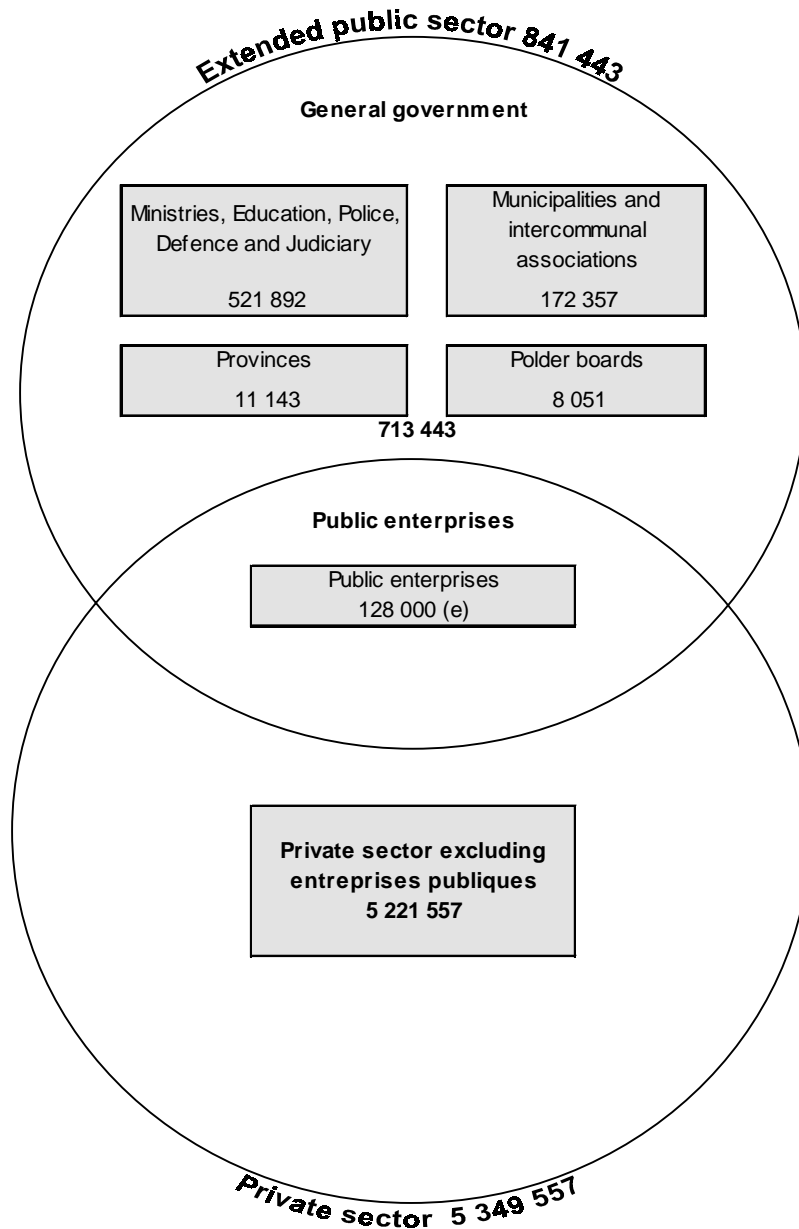 Extended public sector 841 443
General government
Ministries, Education, Police,
Defence and Judiciary
521 892
Municipalities and
intercommunal
associations
172 357
Provinces
11 143
Polder boards
8 051
713 443
Public enterprises
Public enterprises
128 000 (e)
Private sector excluding
entreprises publiques
5 221 557
Private sector 5 349 557